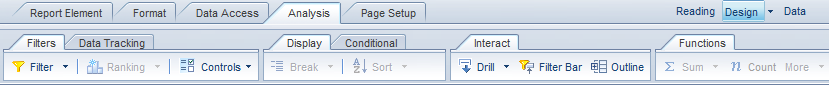 Report Element Format Data Access Analysis Page Setup Reading Design Data
Filters Data Tracking Display Conditional Interact Functions
Filter Ranking Controls Break Sort Drill Filter Bar Outline Σ Sum n Count More